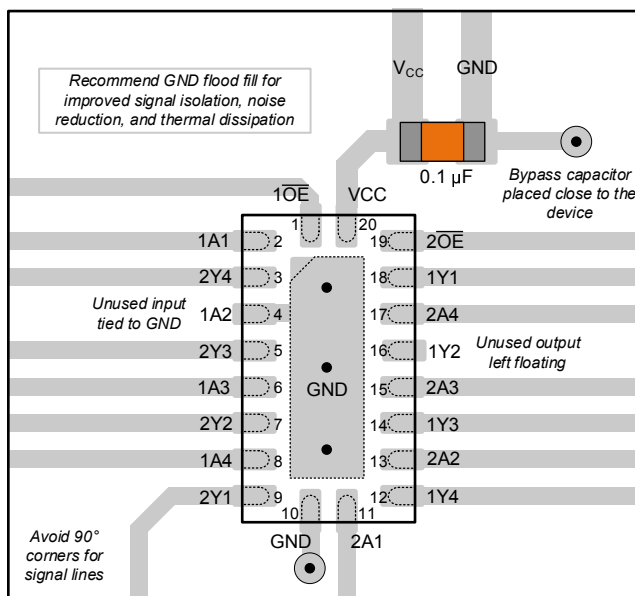 Recommend GND flood fill for
improved signal isolation, noise
reduction, and thermal dissipation
V_CC GND
0.1 µF
Bypass capacitor
placed close to the
device
1O̅E̅ VCC
1 20
1A1 2 19 2O̅E̅
2Y4 3 18 1Y1
Unused input
tied to GND
1A2 4 17 2A4
2Y3 5 16 1Y2
Unused output
left floating
1A3 6 GND 15 2A3
2Y2 7 14 1Y3
1A4 8 13 2A2
2Y1 9 12 1Y4
10 11
GND 2A1
Avoid 90°
corners for
signal lines